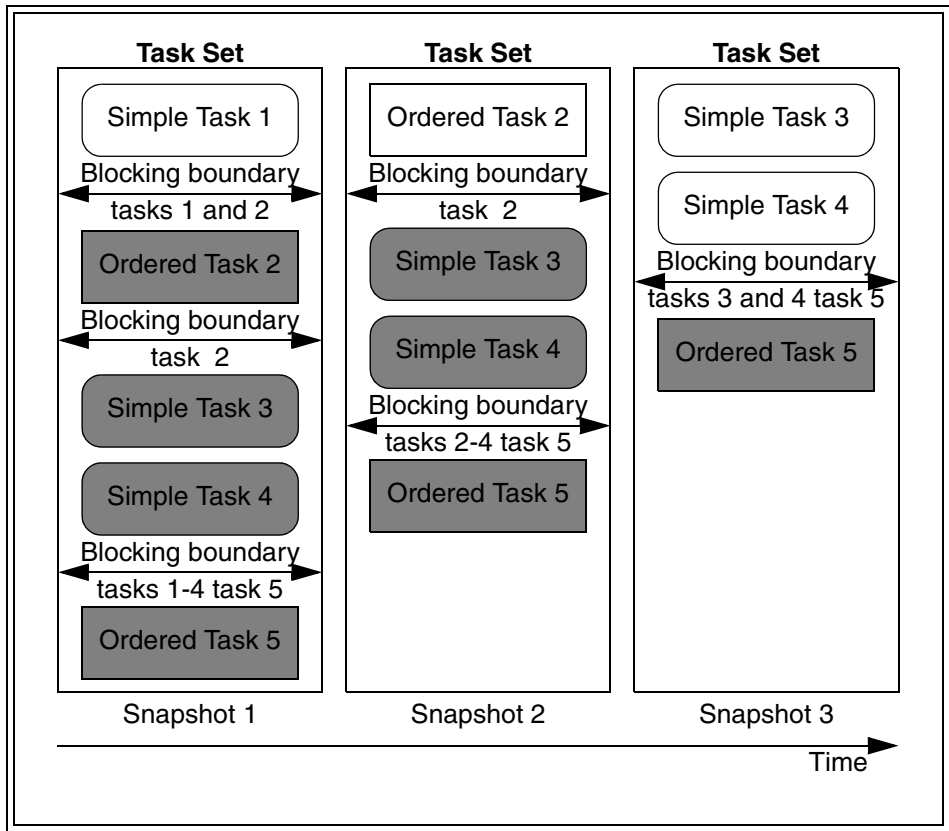 Task Set
Simple Task 1
Blocking boundary
tasks 1 and 2
Ordered Task 2
Blocking boundary
task 2
Simple Task 3
Simple Task 4
Blocking boundary
tasks 1-4 task 5
Ordered Task 5
Snapshot 1
Task Set
Ordered Task 2
Blocking boundary
task 2
Simple Task 3
Simple Task 4
Blocking boundary
tasks 2-4 task 5
Ordered Task 5
Snapshot 2
Task Set
Simple Task 3
Simple Task 4
Blocking boundary
tasks 3 and 4 task 5
Ordered Task 5
Snapshot 3
Time